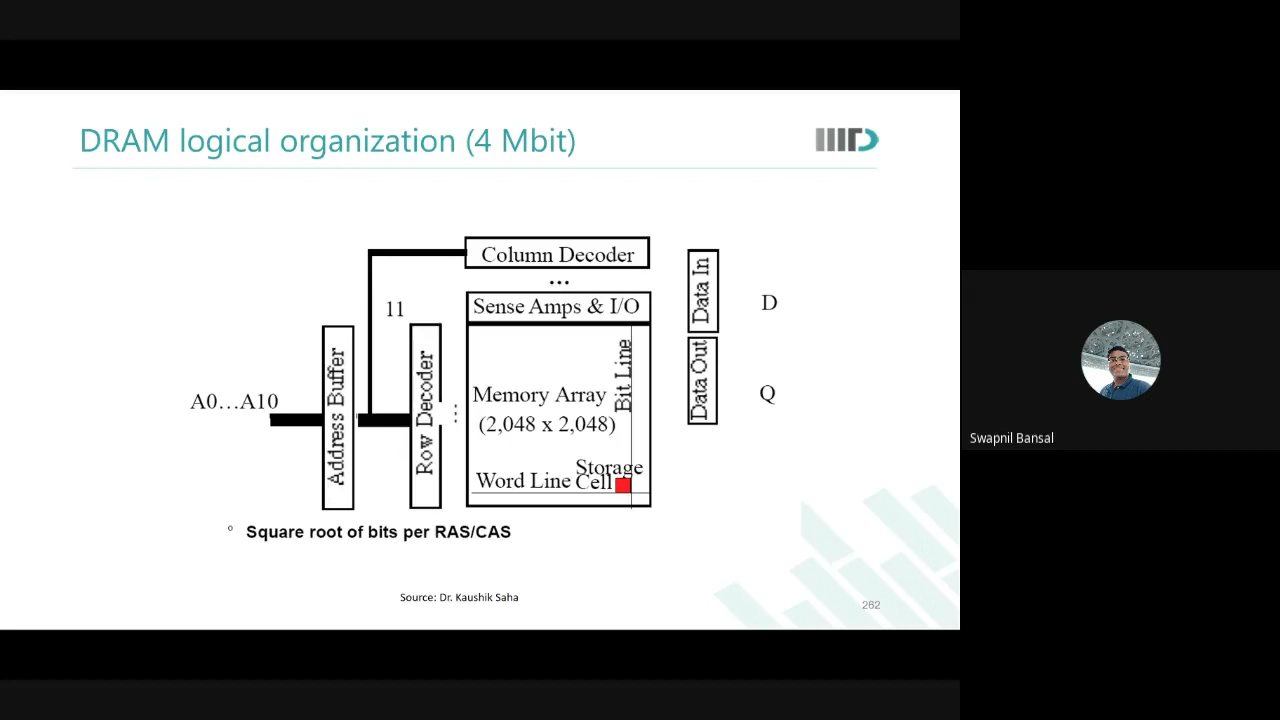 DRAM logical organization (4 Mbit)
IIITD
Column Decoder
...
11
Sense Amps & I/O
Data In
D
A0...A10
Address Buffer
Row Decoder
...
Memory Array
(2,048 x 2,048)
Bit Line
Data Out
Q
Storage
Word Line Cell
° Square root of bits per RAS/CAS
Source: Dr. Kaushik Saha
262
Swapnil Bansal